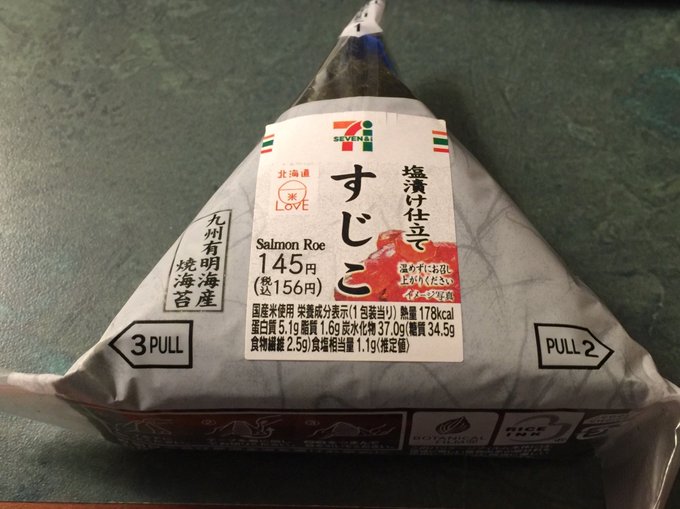 1
7i
SEVEN&i
北海道
米
LOVE
塩漬け仕立て
すじこ
Salmon Roe
145円
(税込156円)
温めずにお召し
上がりください
イメージ写真
国産米使用 栄養成分表示(1包装当り) 熱量178kcal
蛋白質5.1g 脂質1.6g 炭水化物37.0g(糖質34.5g
食物繊維2.5g) 食塩相当量1.1g(推定値)
九州有明海産
焼海苔
3 PULL
PULL 2
BOTANICAL
RICE
INK